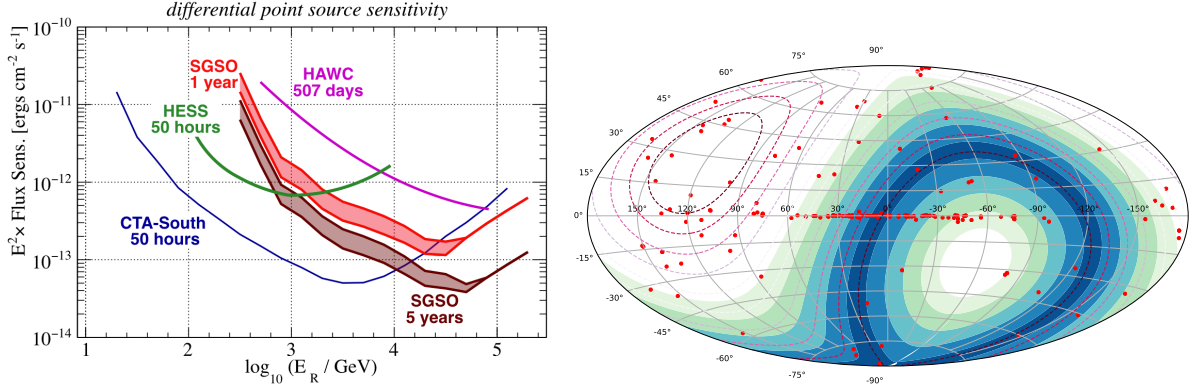 differential point source sensitivity
E²× Flux Sens. [ergs cm⁻² s⁻¹]
10⁻¹⁰
10⁻¹¹
10⁻¹²
10⁻¹³
10⁻¹⁴
SGSO
1 year
HAWC
507 days
HESS
50 hours
CTA-South
50 hours
SGSO
5 years
1 2 3 4 5
log₁₀ (E_R / GeV)
90°
75°
60°
45°
30°
15°
0°
-15°
-30°
-45°
-60°
-75°
-90°
150° 120° 90° 60° 30° 0° -30° -60° -90° -120° -150°